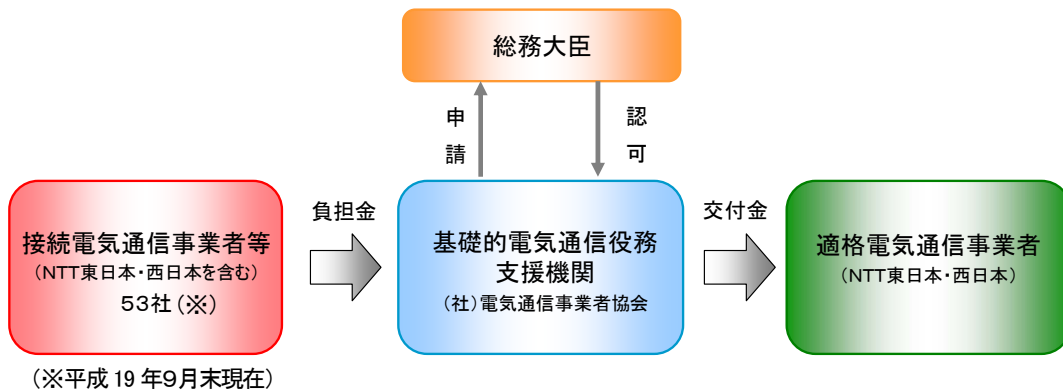 総務大臣
申請
認可
負担金
交付金
接続電気通信事業者等
（NTT東日本・西日本を含む）
５３社（※）
基礎的電気通信役務
支援機関
（社）電気通信事業者協会
適格電気通信事業者
（NTT東日本・西日本）
（※平成 19 年９月末現在）